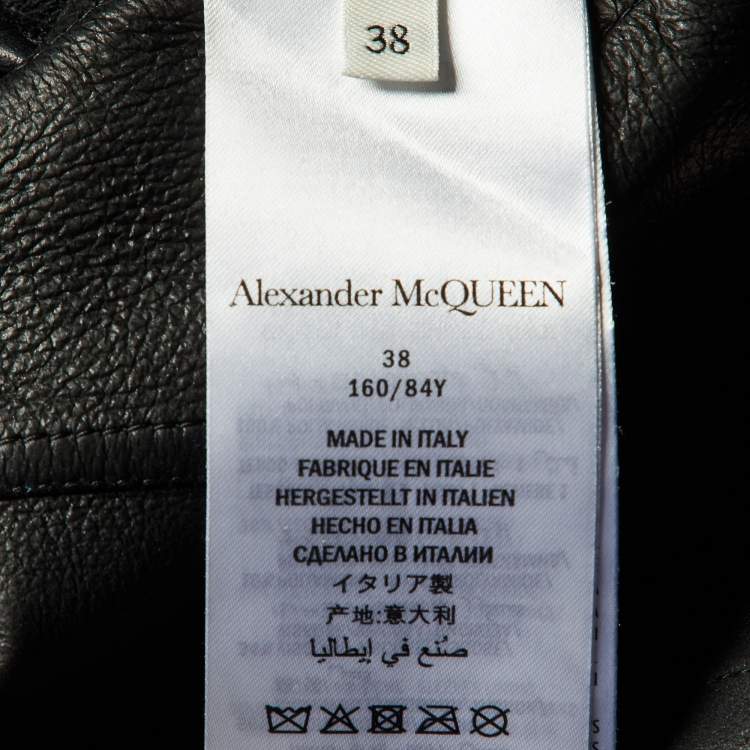 38
Alexander McQUEEN
38
160/84Y
MADE IN ITALY
FABRIQUE EN ITALIE
HERGESTELLT IN ITALIEN
HECHO EN ITALIA
СДЕЛАНО В ИТАЛИИ
イタリア製
产地:意大利
صُنع في إيطاليا